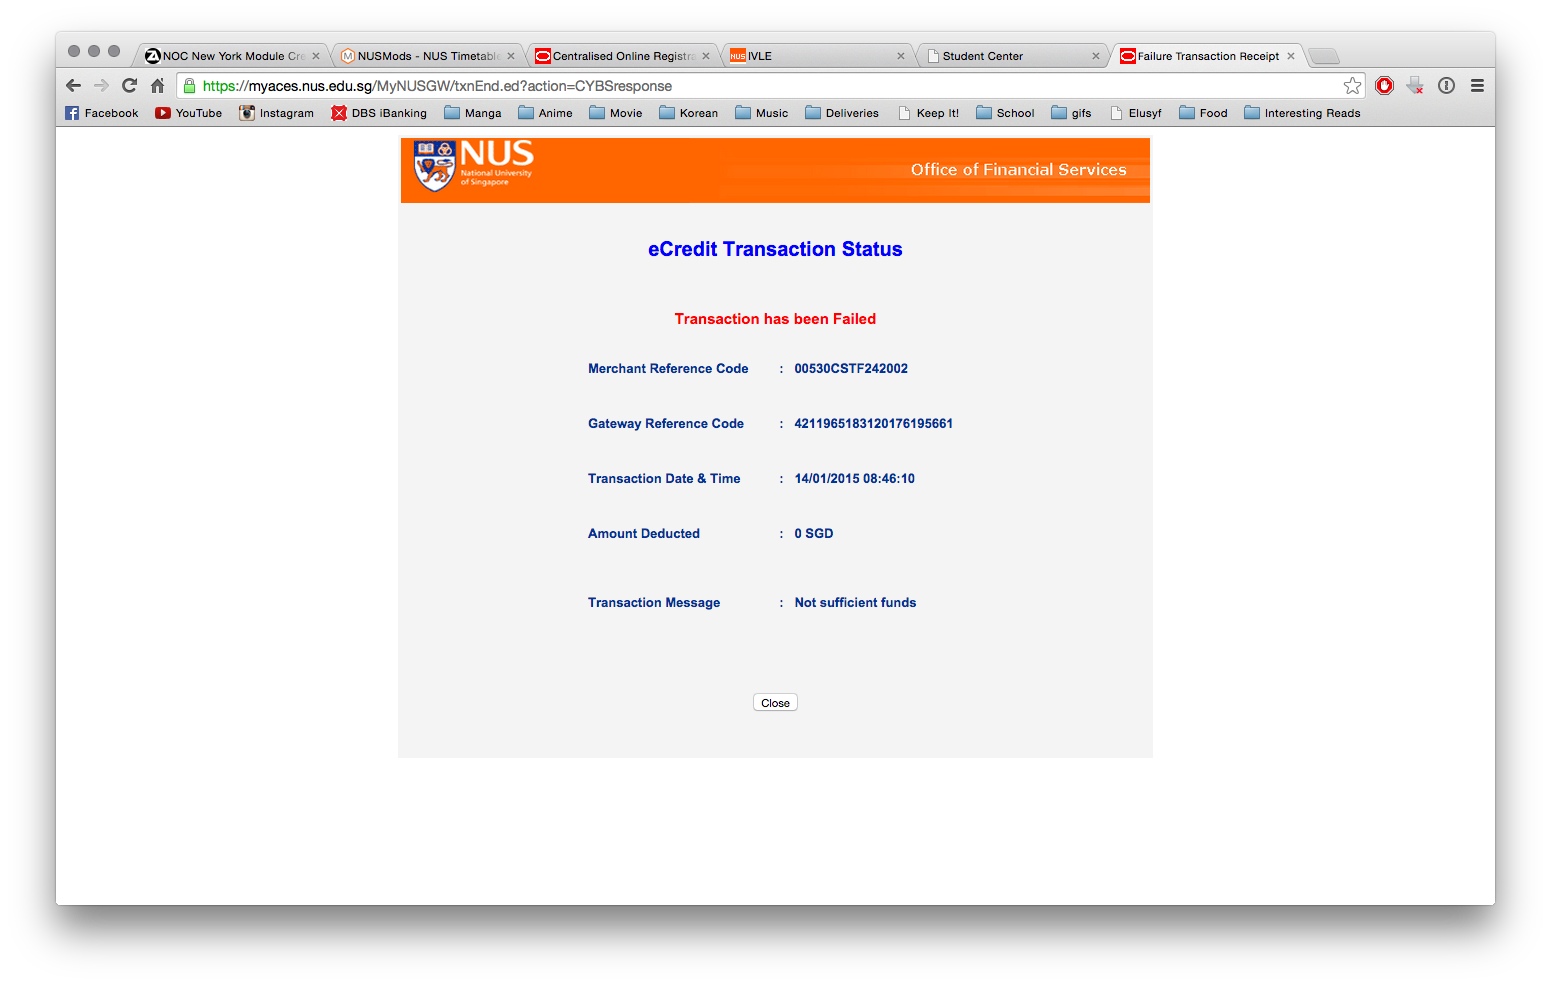 NOC New York Module Cre
NUSMods - NUS Timetable
Centralised Online Registra
NUS IVLE
Student Center
Failure Transaction Receipt
https://myaces.nus.edu.sg/MyNUSGW/txnEnd.ed?action=CYBSresponse
Facebook YouTube Instagram DBS iBanking Manga Anime Movie Korean Music Deliveries Keep It! School gifs Elusyf Food Interesting Reads
NUS
National University
of Singapore
Office of Financial Services
eCredit Transaction Status
Transaction has been Failed
Merchant Reference Code : 00530CSTF242002
Gateway Reference Code : 4211965183120176195661
Transaction Date & Time : 14/01/2015 08:46:10
Amount Deducted : 0 SGD
Transaction Message : Not sufficient funds
Close